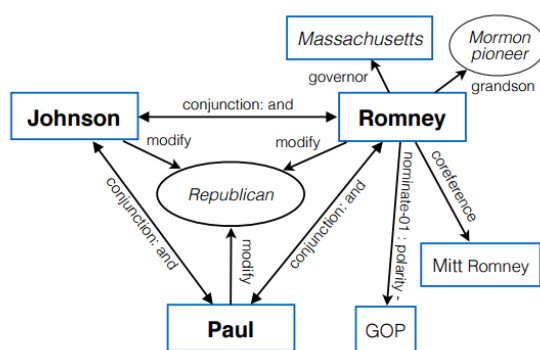 Massachusetts
Mormon
pioneer
governor
grandson
Johnson
conjunction: and
Romney
modify
modify
Republican
conjunction: and
modify
conjunction: and
nominate-01 : polarity -
coreference
Mitt Romney
Paul
GOP